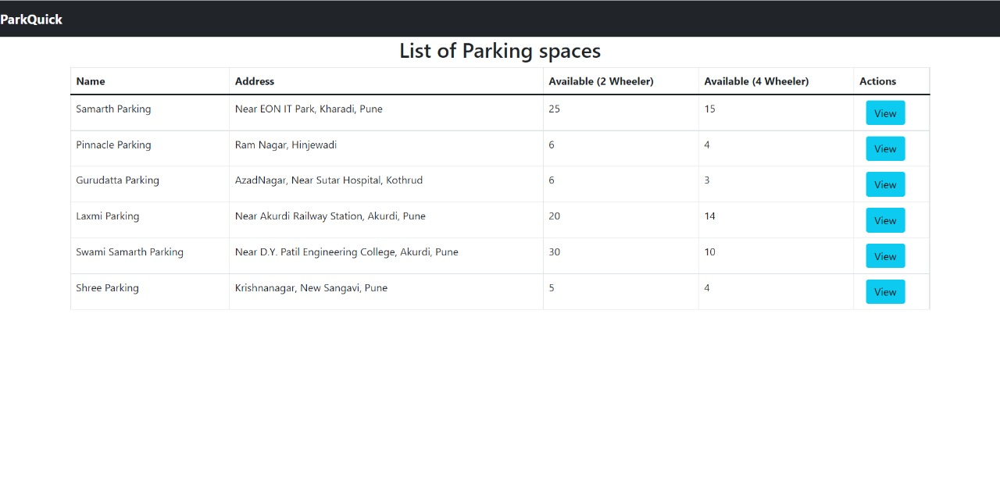 ParkQuick
List of Parking spaces
Name Address Available (2 Wheeler) Available (4 Wheeler) Actions
Samarth Parking Near EON IT Park, Kharadi, Pune 25 15 View
Pinnacle Parking Ram Nagar, Hinjewadi 6 4 View
Gurudatta Parking AzadNagar, Near Sutar Hospital, Kothrud 6 3 View
Laxmi Parking Near Akurdi Railway Station, Akurdi, Pune 20 14 View
Swami Samarth Parking Near D.Y. Patil Engineering College, Akurdi, Pune 30 10 View
Shree Parking Krishnanagar, New Sangavi, Pune 5 4 View